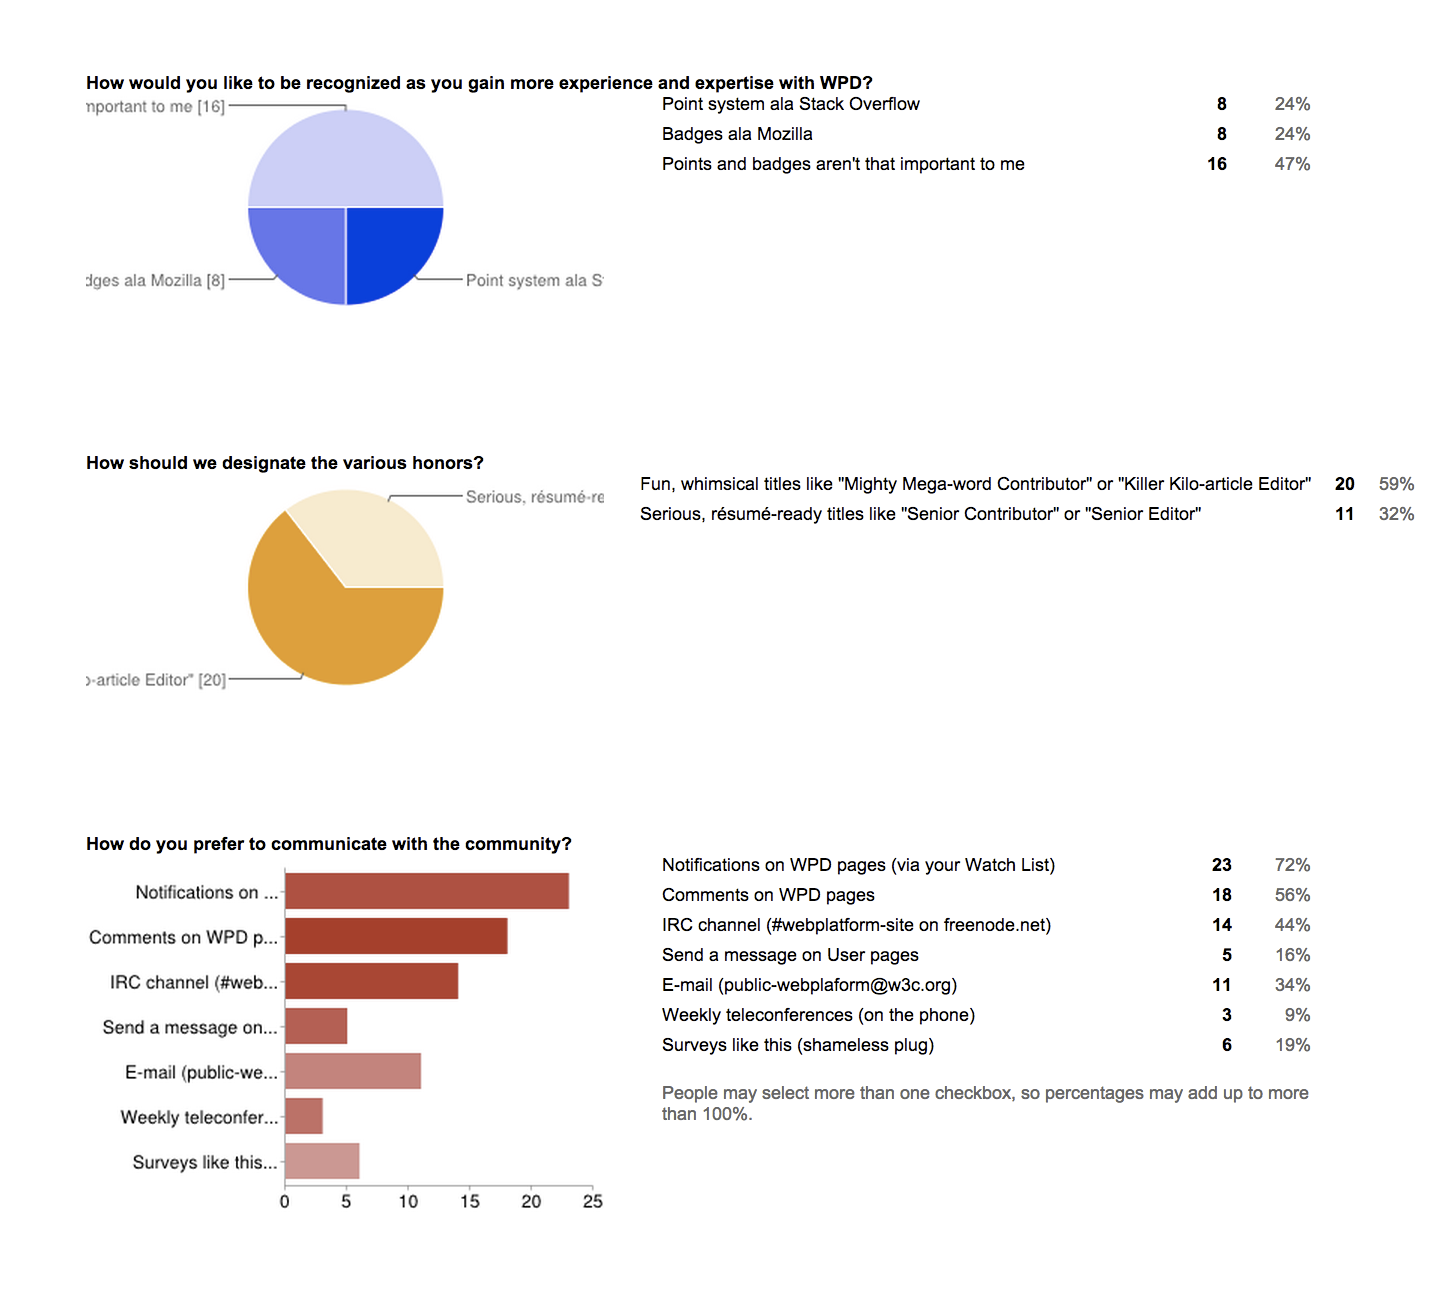 How would you like to be recognized as you gain more experience and expertise with WPD?
mportant to me [16]
dges ala Mozilla [8]
Point system ala S
Point system ala Stack Overflow 8 24%
Badges ala Mozilla 8 24%
Points and badges aren't that important to me 16 47%
How should we designate the various honors?
Serious, résumé-re
o-article Editor" [20]
Fun, whimsical titles like "Mighty Mega-word Contributor" or "Killer Kilo-article Editor" 20 59%
Serious, résumé-ready titles like "Senior Contributor" or "Senior Editor" 11 32%
How do you prefer to communicate with the community?
Notifications on ...
Comments on WPD p...
IRC channel (#web...
Send a message on...
E-mail (public-we...
Weekly teleconfer...
Surveys like this...
0 5 10 15 20 25
Notifications on WPD pages (via your Watch List) 23 72%
Comments on WPD pages 18 56%
IRC channel (#webplatform-site on freenode.net) 14 44%
Send a message on User pages 5 16%
E-mail (public-webplaform@w3c.org) 11 34%
Weekly teleconferences (on the phone) 3 9%
Surveys like this (shameless plug) 6 19%
People may select more than one checkbox, so percentages may add up to more
than 100%.